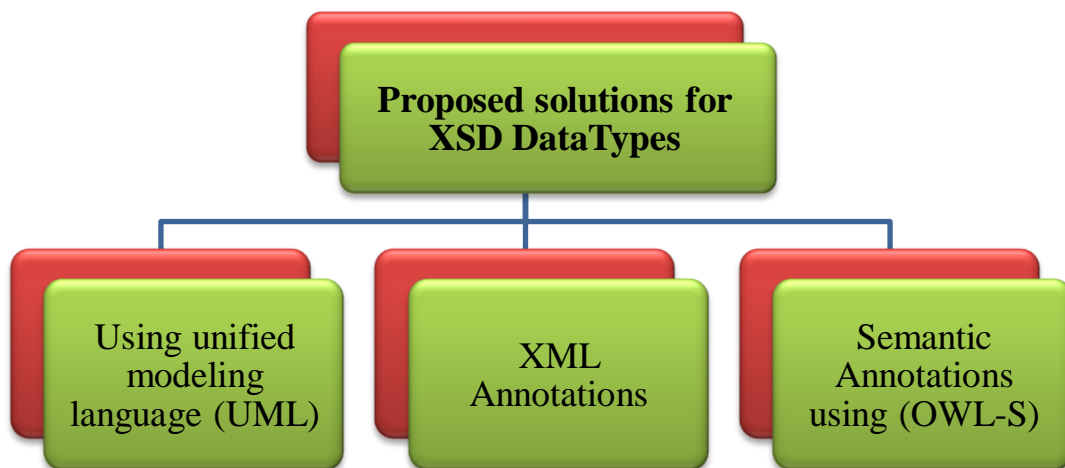 Proposed solutions for
XSD DataTypes
Using unified
modeling
language (UML)
XML
Annotations
Semantic
Annotations
using (OWL-S)